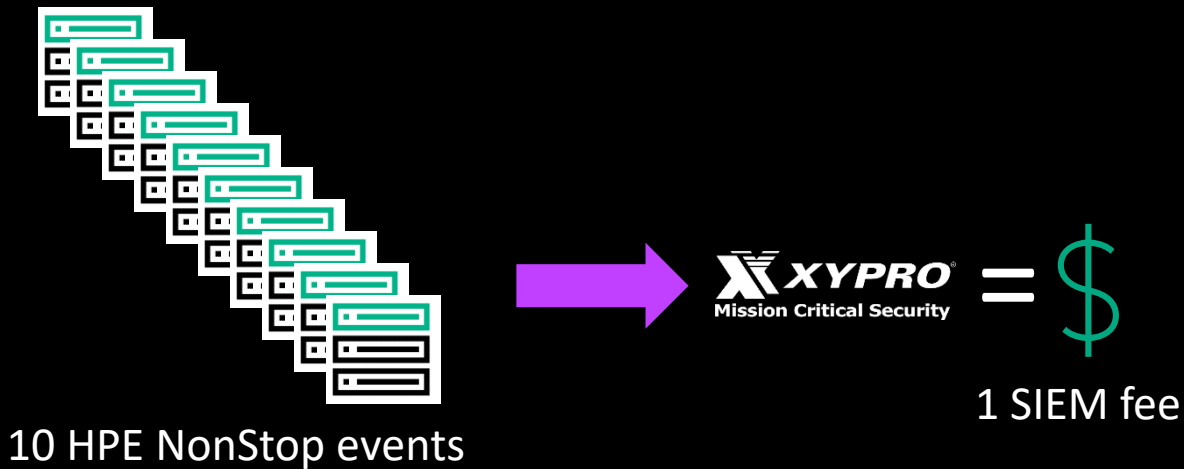 XYPRO®
Mission Critical Security
=
$
1 SIEM fee
10 HPE NonStop events